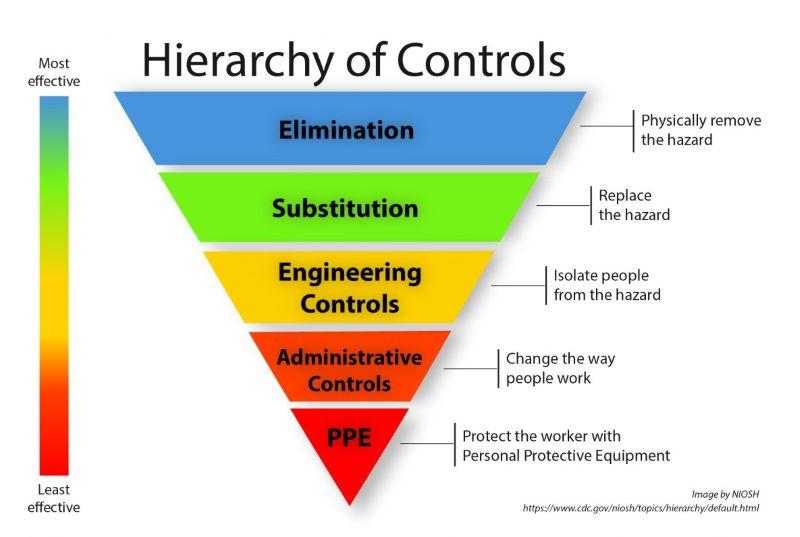 Hierarchy of Controls
Most
effective
Elimination
Physically remove
the hazard
Substitution
Replace
the hazard
Engineering
Controls
Isolate people
from the hazard
Administrative
Controls
Change the way
people work
PPE
Protect the worker with
Personal Protective Equipment
Least
effective
Image by NIOSH
https://www.cdc.gov/niosh/topics/hierarchy/default.html